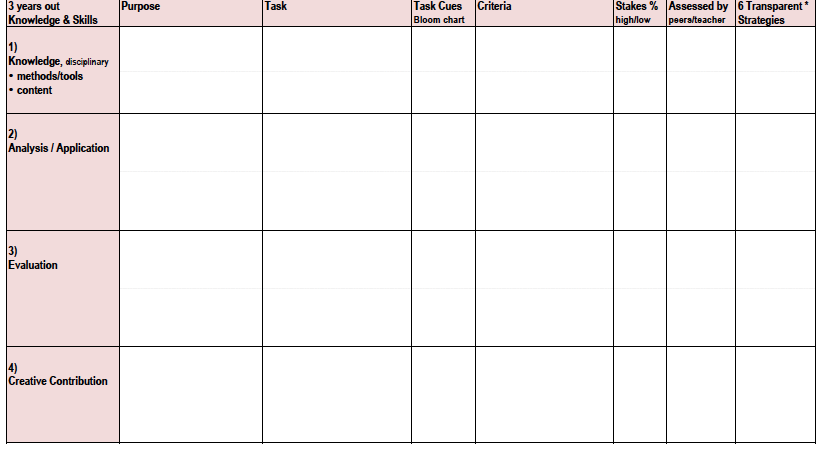 3 years out
Knowledge & Skills
Purpose
Task
Task Cues
Bloom chart
Criteria
Stakes %
high/low
Assessed by
peers/teacher
6 Transparent *
Strategies
1)
Knowledge, disciplinary
• methods/tools
• content
2)
Analysis / Application
3)
Evaluation
4)
Creative Contribution